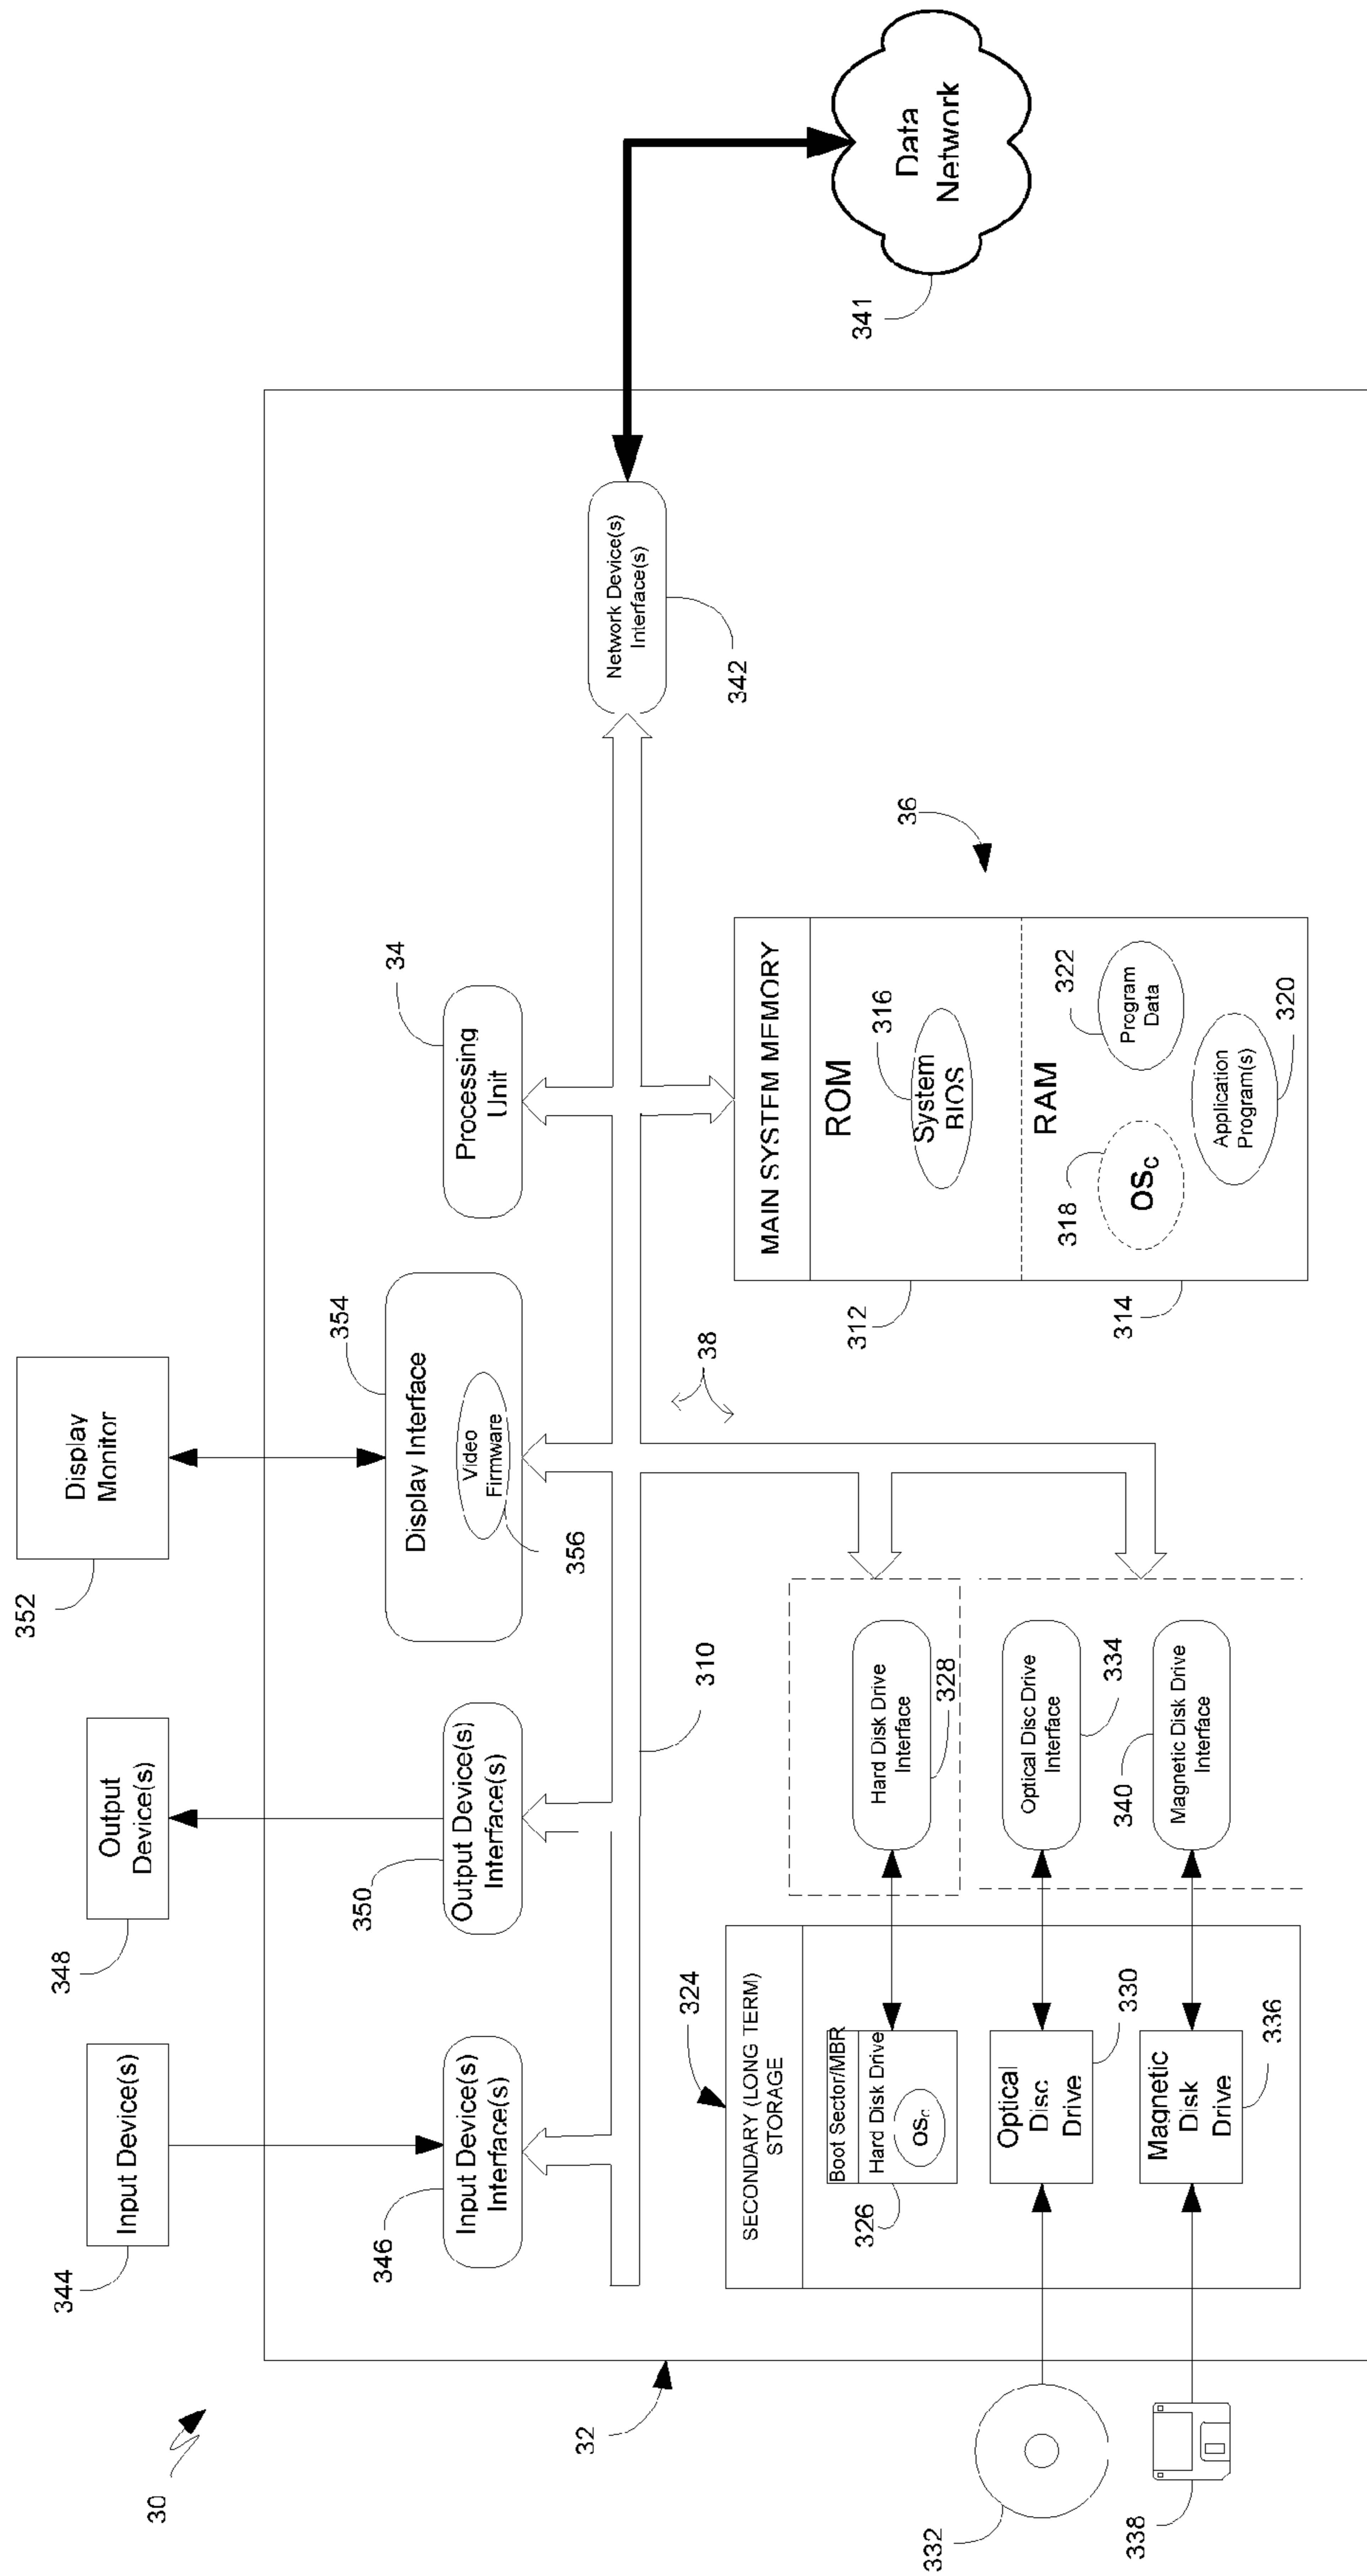 30
32
344
Input Device(s)
348
Output
Device(s)
352
Display
Monitor
346
Input Device(s)
Interface(s)
350
Output Device(s)
Interface(s)
354
Display Interface
Video
Firmware
356
34
Processing
Unit
310
38
342
Network Device(s)
Interface(s)
341
Data
Network
324
SECONDARY (LONG TERM)
STORAGE
Boot Sector/MBR
Hard Disk Drive
OSC
326
Optical
Disc
Drive
330
Magnetic
Disk
Drive
336
332
338
Hard Disk Drive
Interface
328
Optical Disc Drive
Interface
334
Magnetic Disk Drive
Interface
340
36
MAIN SYSTEM MEMORY
ROM
316
System
BIOS
312
RAM
318
OSC
322
Program
Data
Application
Program(s)
320
314